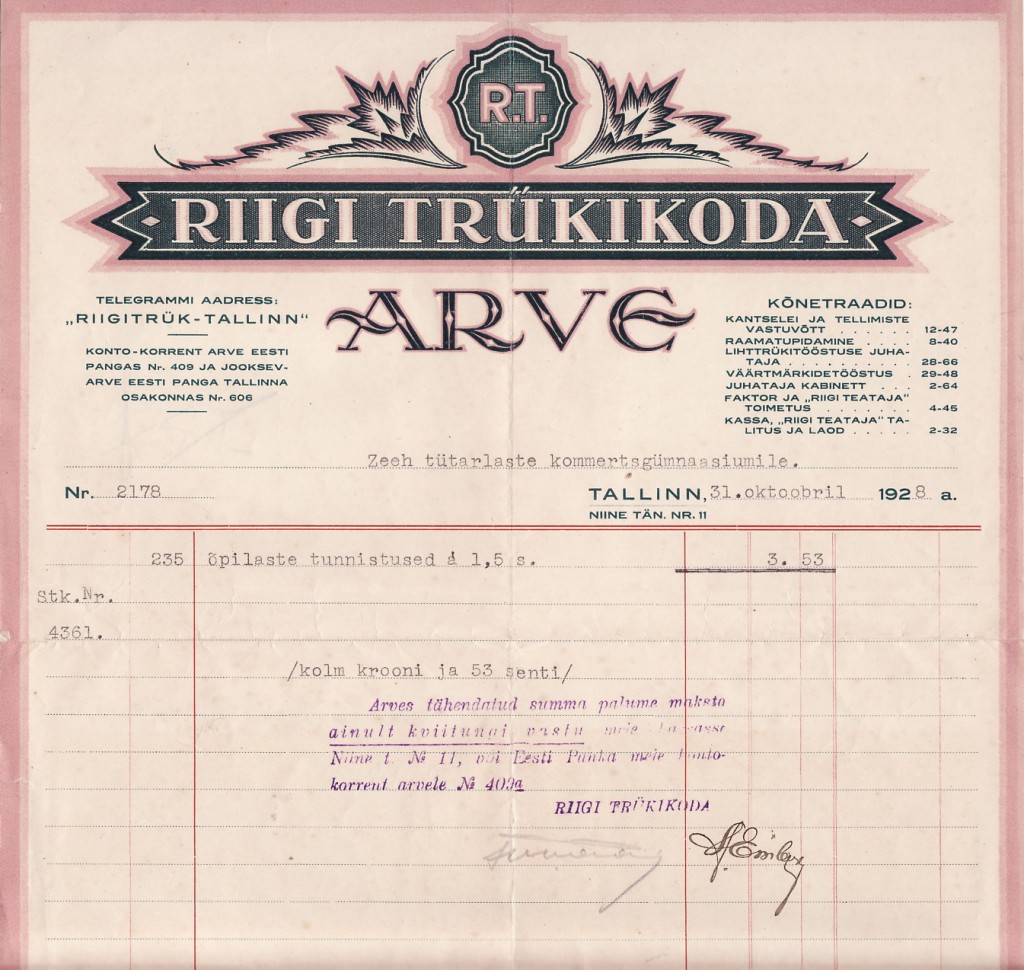 R.T.
RIIGI TRÜKIKODA
ARVE
TELEGRAMMI AADRESS:
„RIIGITRÜK-TALLINN“
KONTO-KORRENT ARVE EESTI
PANGAS Nr. 409 JA JOOKSEV-
ARVE EESTI PANGA TALLINNA
OSAKONNAS Nr. 606
KÕNETRAADID:
KANTSELEI JA TELLIMISTE
VASTUVÕTT . . . . . . 12-47
RAAMATUPIDAMINE . . . . 8-40
LIHTTRÜKITÖÖSTUSE JUHA-
TAJA . . . . . . . . . . 28-66
VÄÄRTMÄRKIDETÖÖSTUS . 29-48
JUHATAJA KABINETT . . . 2-64
FAKTOR JA „RIIGI TEATAJA“
TOIMETUS . . . . . . . 4-45
KASSA, „RIIGI TEATAJA“ TA-
LITUS JA LAOD . . . . . 2-32
Zeeh tütarlaste kommertsgümnaasiumile.
Nr. 2178
TALLINN, 31.oktoobril 1928 a.
NIINE TÄN. NR. 11
235 õpilaste tunnistused á 1,5 s. 3. 53
Stk.Nr.
4361.
/kolm krooni ja 53 senti/
Arves tähendatud summa palume maksta
ainult kviitungi vastu meie kassasse
Niine t. № 11, või Eesti Panka meie konto-
korrent arvele № 409a
RIIGI TRÜKIKODA